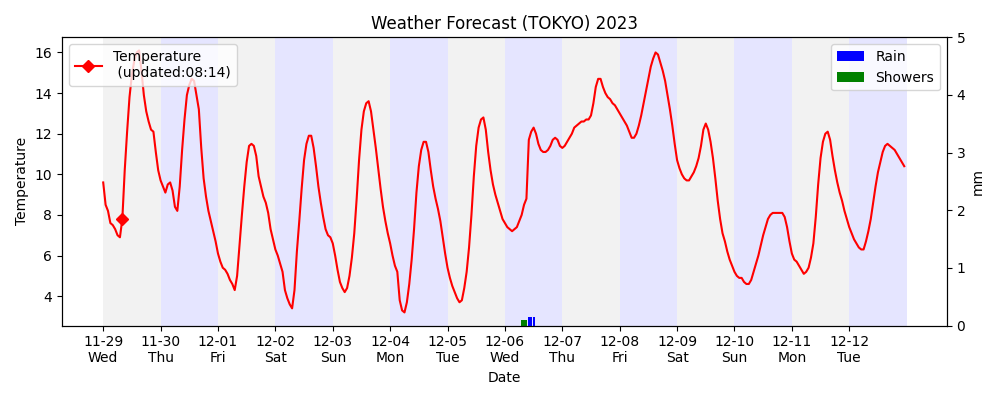 Weather Forecast (TOKYO) 2023
Temperature
(updated:08:14)
Rain
Showers
Temperature
16
14
12
10
8
6
4
5
4
3
2
1
0
mm
11-29 11-30 12-01 12-02 12-03 12-04 12-05 12-06 12-07 12-08 12-09 12-10 12-11 12-12
Wed Thu Fri Sat Sun Mon Tue Wed Thu Fri Sat Sun Mon Tue
Date